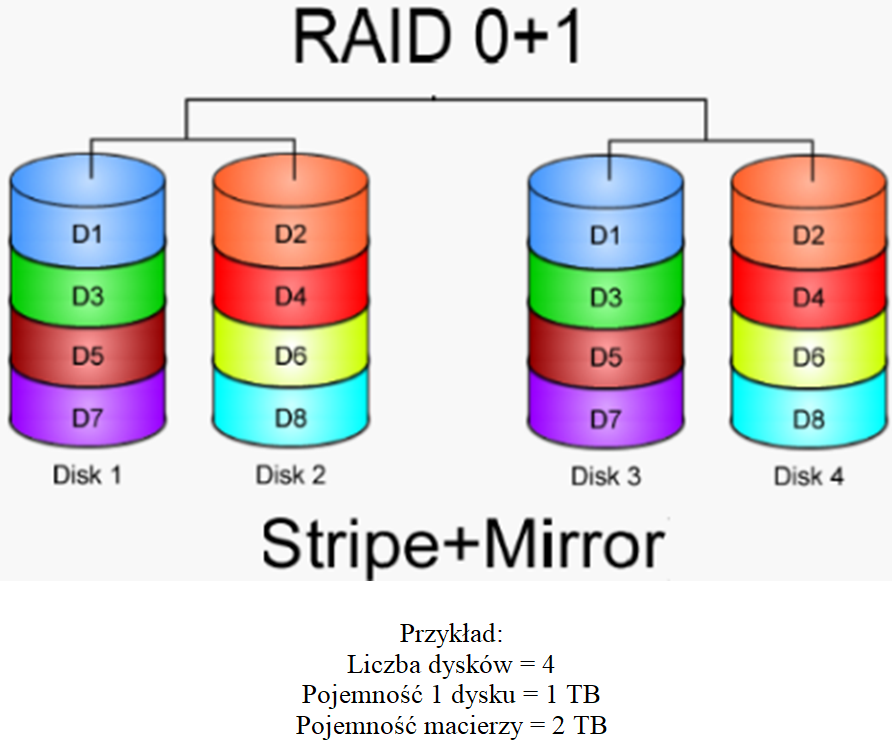 RAID 0+1
D1 D2 D1 D2
D3 D4 D3 D4
D5 D6 D5 D6
D7 D8 D7 D8
Disk 1 Disk 2 Disk 3 Disk 4
Stripe+Mirror
Przykład:
Liczba dysków = 4
Pojemność 1 dysku = 1 TB
Pojemność macierzy = 2 TB